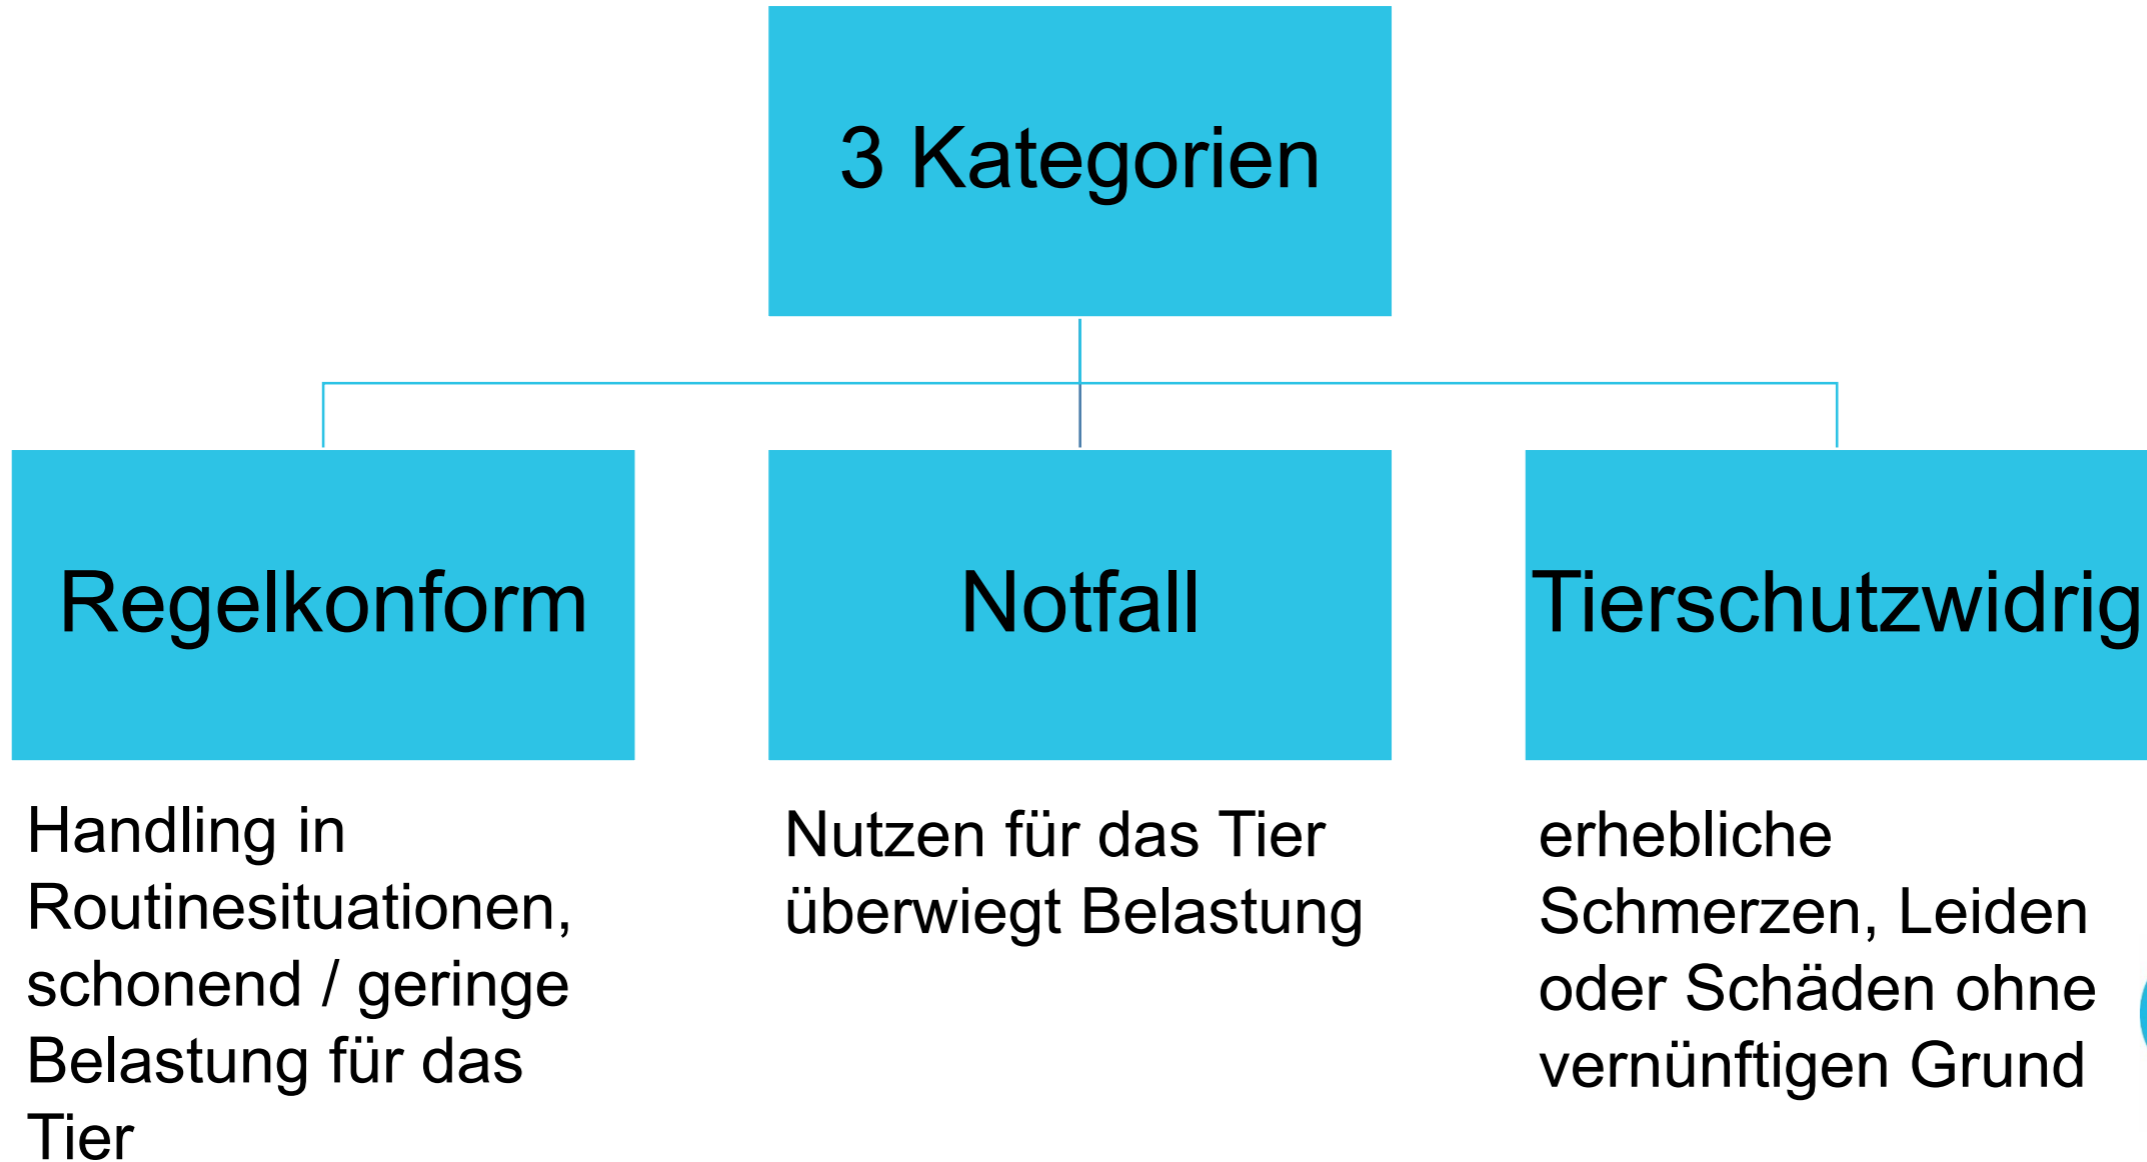 3 Kategorien
Regelkonform
Notfall
Tierschutzwidrig
Handling in
Routinesituationen,
schonend / geringe
Belastung für das
Tier
Nutzen für das Tier
überwiegt Belastung
erhebliche
Schmerzen, Leiden
oder Schäden ohne
vernünftigen Grund